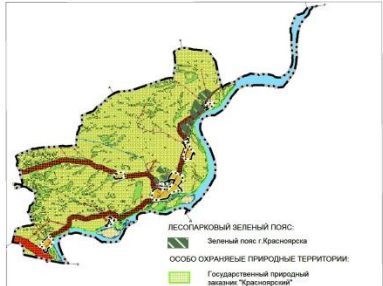 ЛЕСОПАРКОВЫЙ ЗЕЛЕНЫЙ ПОЯС:
Зеленый пояс г.Красноярска
ОСОБО ОХРАНЯЕЫЕ ПРИРОДНЫЕ ТЕРРИТОРИИ:
Государственный природный
заказник "Красноярский"